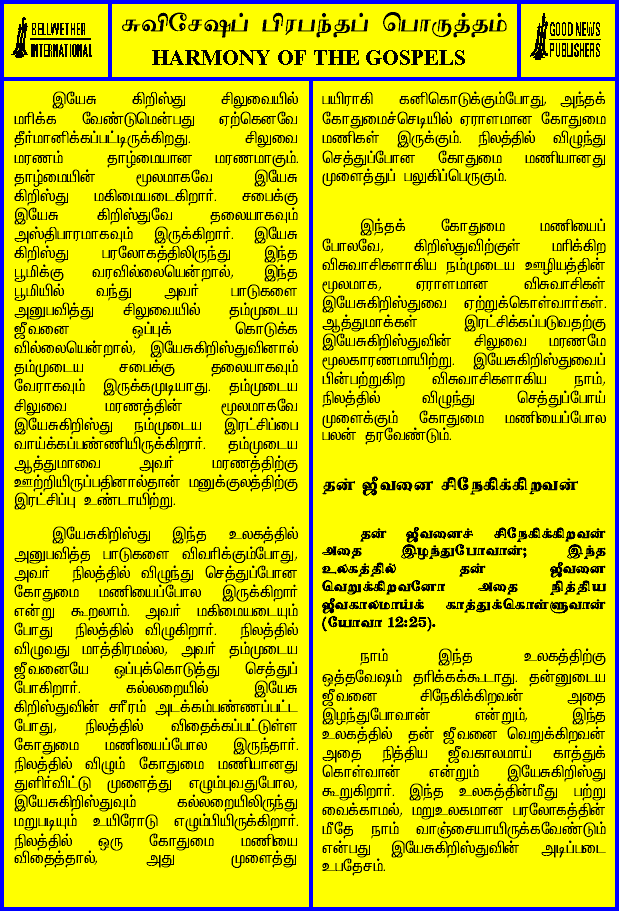 BELLWETHER
INTERNATIONAL
சுவிசேஷப் பிரபந்தப் பொருத்தம்
HARMONY OF THE GOSPELS
GOOD NEWS
PUBLISHERS
இயேசு கிறிஸ்து சிலுவையில்
மரிக்க வேண்டுமென்பது ஏற்கெனவே
தீர்மானிக்கப்பட்டிருக்கிறது. சிலுவை
மரணம் தாழ்மையான மரணமாகும்.
தாழ்மையின் மூலமாகவே இயேசு
கிறிஸ்து மகிமையடைகிறார். சபைக்கு
இயேசு கிறிஸ்துவே தலையாகவும்
அஸ்திபாரமாகவும் இருக்கிறார். இயேசு
கிறிஸ்து பரலோகத்திலிருந்து இந்த
பூமிக்கு வரவில்லையென்றால், இந்த
பூமியில் வந்து அவர் பாடுகளை
அனுபவித்து சிலுவையில் தம்முடைய
ஜீவனை ஒப்புக் கொடுக்க
வில்லையென்றால், இயேசுகிறிஸ்துவினால்
தம்முடைய சபைக்கு தலையாகவும்
வேராகவும் இருக்கமுடியாது. தம்முடைய
சிலுவை மரணத்தின் மூலமாகவே
இயேசுகிறிஸ்து நம்முடைய இரட்சிப்பை
வாய்க்கப்பண்ணியிருக்கிறார். தம்முடைய
ஆத்துமாவை அவர் மரணத்திற்கு
ஊற்றியிருப்பதினால்தான் மனுக்குலத்திற்கு
இரட்சிப்பு உண்டாயிற்று.
இயேசுகிறிஸ்து இந்த உலகத்தில்
அனுபவித்த பாடுகளை விவரிக்கும்போது,
அவர் நிலத்தில் விழுந்து செத்துப்போன
கோதுமை மணியைப்போல இருக்கிறார்
என்று கூறலாம். அவர் மகிமையடையும்
போது நிலத்தில் விழுகிறார். நிலத்தில்
விழுவது மாத்திரமல்ல, அவர் தம்முடைய
ஜீவனையே ஒப்புக்கொடுத்து செத்துப்
போகிறார். கல்லறையில் இயேசு
கிறிஸ்துவின் சரீரம் அடக்கம்பண்ணப்பட்ட
போது, நிலத்தில் விதைக்கப்பட்டுள்ள
கோதுமை மணியைப்போல இருந்தார்.
நிலத்தில் விழும் கோதுமை மணியானது
துளிர்விட்டு முளைத்து எழும்புவதுபோல,
இயேசுகிறிஸ்துவும் கல்லறையிலிருந்து
மறுபடியும் உயிரோடு எழும்பியிருக்கிறார்.
நிலத்தில் ஒரு கோதுமை மணியை
விதைத்தால், அது முளைத்து
பயிராகி கனிகொடுக்கும்போது, அந்தக்
கோதுமைச்செடியில் ஏராளமான கோதுமை
மணிகள் இருக்கும். நிலத்தில் விழுந்து
செத்துப்போன கோதுமை மணியானது
முளைத்துப் பலுகிப்பெருகும்.
இந்தக் கோதுமை மணியைப்
போலவே, கிறிஸ்துவிற்குள் மரிக்கிற
விசுவாசிகளாகிய நம்முடைய ஊழியத்தின்
மூலமாக, ஏராளமான விசுவாசிகள்
இயேசுகிறிஸ்துவை ஏற்றுக்கொள்வார்கள்.
ஆத்துமாக்கள் இரட்சிக்கப்படுவதற்கு
இயேசுகிறிஸ்துவின் சிலுவை மரணமே
மூலகாரணமாயிற்று. இயேசுகிறிஸ்துவைப்
பின்பற்றுகிற விசுவாசிகளாகிய நாம்,
நிலத்தில் விழுந்து செத்துப்போய்
முளைக்கும் கோதுமை மணியைப்போல
பலன் தரவேண்டும்.
தன் ஜீவனை சிநேகிக்கிறவன்
தன் ஜீவனைச் சிநேகிக்கிறவன்
அதை இழந்துபோவான்; இந்த
உலகத்தில் தன் ஜீவனை
வெறுக்கிறவனோ அதை நித்திய
ஜீவகாலமாய்க் காத்துக்கொள்ளுவான்
(யோவா 12:25).
நாம் இந்த உலகத்திற்கு
ஒத்தவேஷம் தரிக்கக்கூடாது. தன்னுடைய
ஜீவனை சிநேகிக்கிறவன் அதை
இழந்துபோவான் என்றும், இந்த
உலகத்தில் தன் ஜீவனை வெறுக்கிறவன்
அதை நித்திய ஜீவகாலமாய் காத்துக்
கொள்வான் என்றும் இயேசுகிறிஸ்து
கூறுகிறார். இந்த உலகத்தின்மீது பற்று
வைக்காமல், மறுஉலகமான பரலோகத்தின்
மீதே நாம் வாஞ்சையாயிருக்கவேண்டும்
என்பது இயேசுகிறிஸ்துவின் அடிப்படை
உபதேசம்.